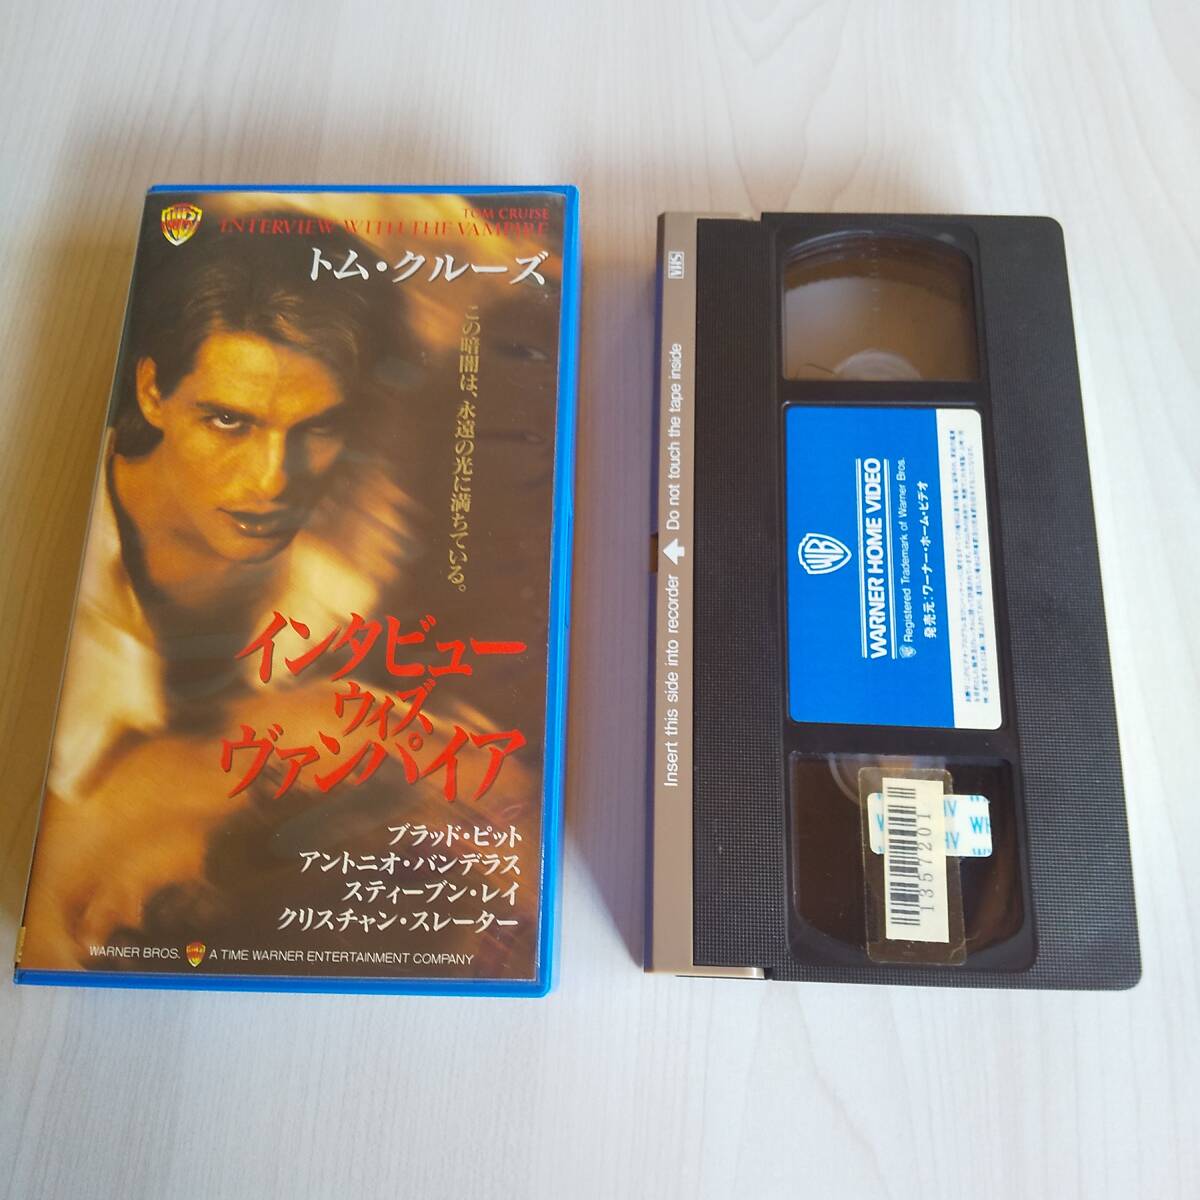 TOM CRUISE
INTERVIEW WITH THE VAMPIRE
トム・クルーズ
この暗闇は、永遠の光に満ちている。
インタビュー
ウィズ
ヴァンパイア
ブラッド・ピット
アントニオ・バンデラス
スティーブン・レイ
クリスチャン・スレーター
WARNER BROS. A TIME WARNER ENTERTAINMENT COMPANY
VHS
Insert this side into recorder Do not touch the tape inside
WARNER HOME VIDEO
Registered Trademark of Warner Bros.
発売元：ワーナー・ホーム・ビデオ
1357201